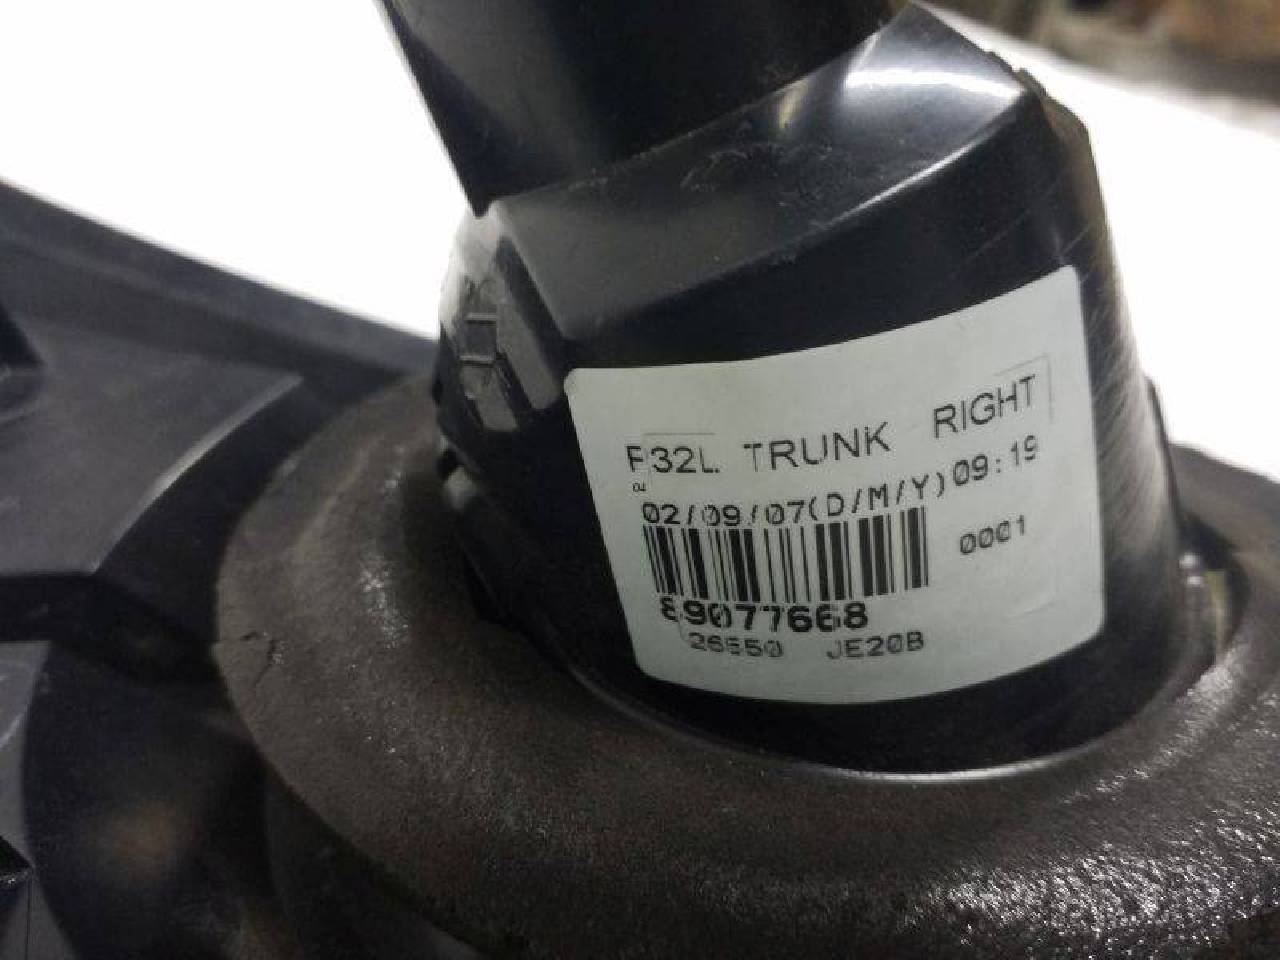 P32L TRUNK RIGHT
02/09/07(D/M/Y)09:19
0001
89077668
26550 JE20B